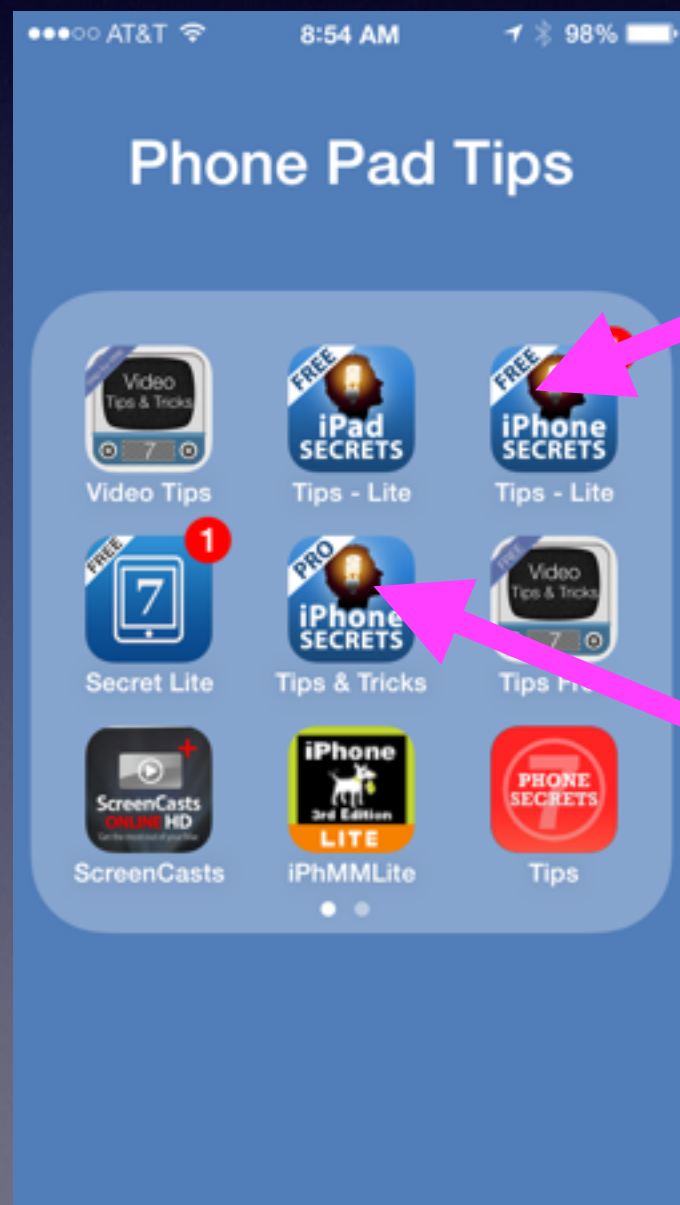 AT&T 8:54 AM 98%
Phone Pad Tips
Video
Tips & Tricks
7
Video Tips
FREE
iPad
SECRETS
Tips - Lite
FREE
iPhone
SECRETS
Tips - Lite
FREE
7
1
Secret Lite
PRO
iPhone
SECRETS
Tips & Tricks
FREE
Video
Tips & Tricks
7
Tips
ScreenCasts
ONLINE HD
ScreenCasts
iPhone
3rd Edition
LITE
iPhMMLite
7
PHONE
SECRETS
Tips